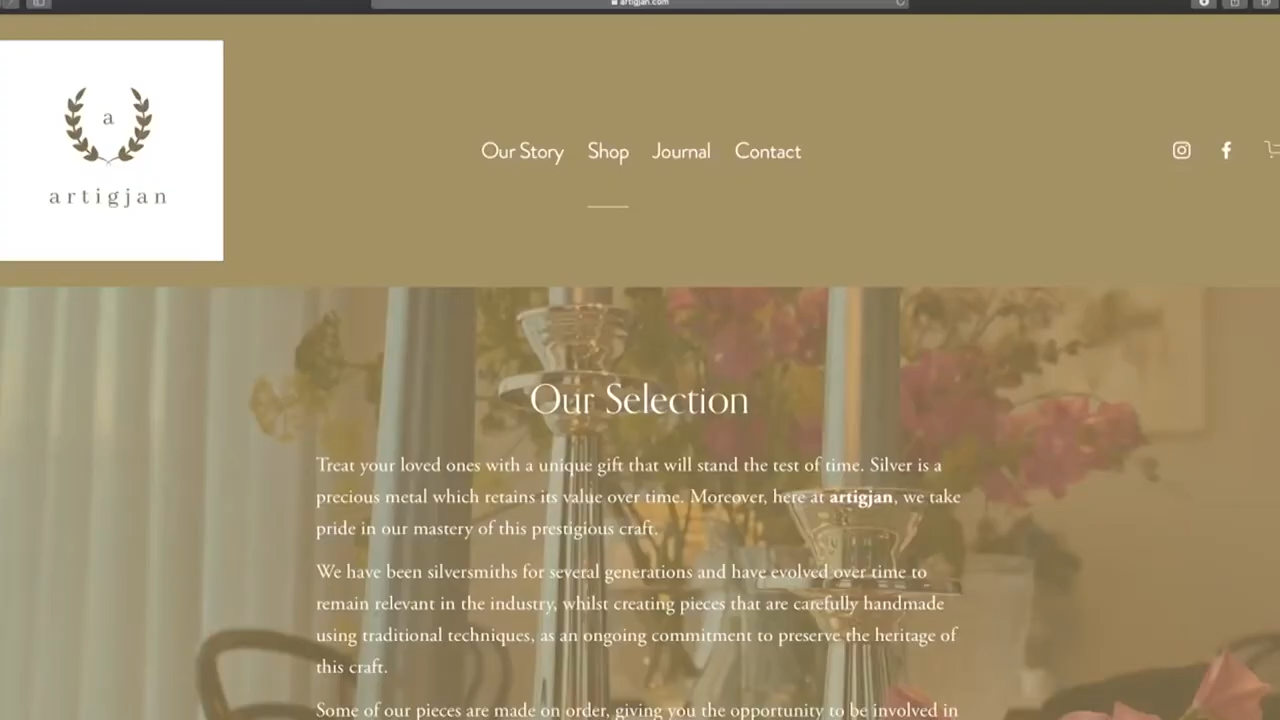 artigjan.com
a
artigjan
Our Story Shop Journal Contact
Our Selection
Treat your loved ones with a unique gift that will stand the test of time. Silver is a
precious metal which retains its value over time. Moreover, here at artigjan, we take
pride in our mastery of this prestigious craft.
We have been silversmiths for several generations and have evolved over time to
remain relevant in the industry, whilst creating pieces that are carefully handmade
using traditional techniques, as an ongoing commitment to preserve the heritage of
this craft.
Some of our pieces are made on order, giving you the opportunity to be involved in